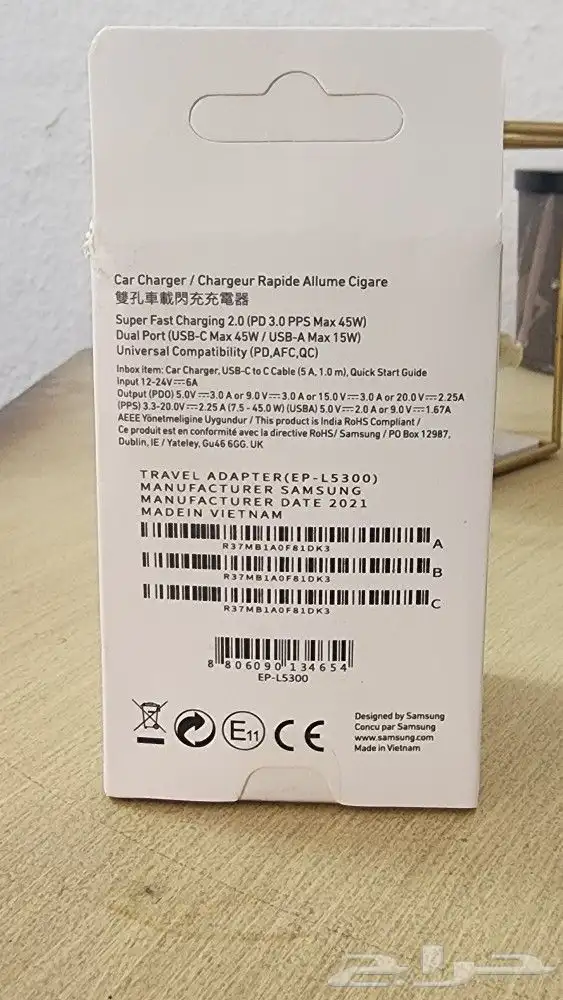 Car Charger / Chargeur Rapide Allume Cigare
雙孔車載閃充充電器
Super Fast Charging 2.0 (PD 3.0 PPS Max 45W)
Dual Port (USB-C Max 45W / USB-A Max 15W)
Universal Compatibility (PD,AFC,QC)
Inbox item: Car Charger, USB-C to C Cable (5 A, 1.0 m), Quick Start Guide
Input 12-24V⎓6A
Output (PDO) 5.0V⎓3.0 A or 9.0 V⎓3.0 A or 15.0 V⎓3.0 A or 20.0 V⎓2.25A
(PPS) 3.3-20.0V⎓2.25 A (7.5 - 45.0 W) (USBA) 5.0 V⎓2.0 A or 9.0 V⎓1.67A
AEEE Yönetmeligine Uygundur / This product is India RoHS Compliant /
Ce produit est en conformité avec la directive RoHS/ Samsung / PO Box 12987,
Dublin, IE / Yateley, Gu46 6GG. UK
TRAVEL ADAPTER(EP-L5300)
MANUFACTURER SAMSUNG
MANUFACTURER DATE 2021
MADEIN VIETNAM
A
R37MB1A0F81DK3
B
R37MB1A0F81DK3
C
R37MB1A0F81DK3
8 806090 134654
EP-L5300
E11 CE
Designed by Samsung
Concu par Samsung
www.samsung.com
Made in Vietnam
حراج